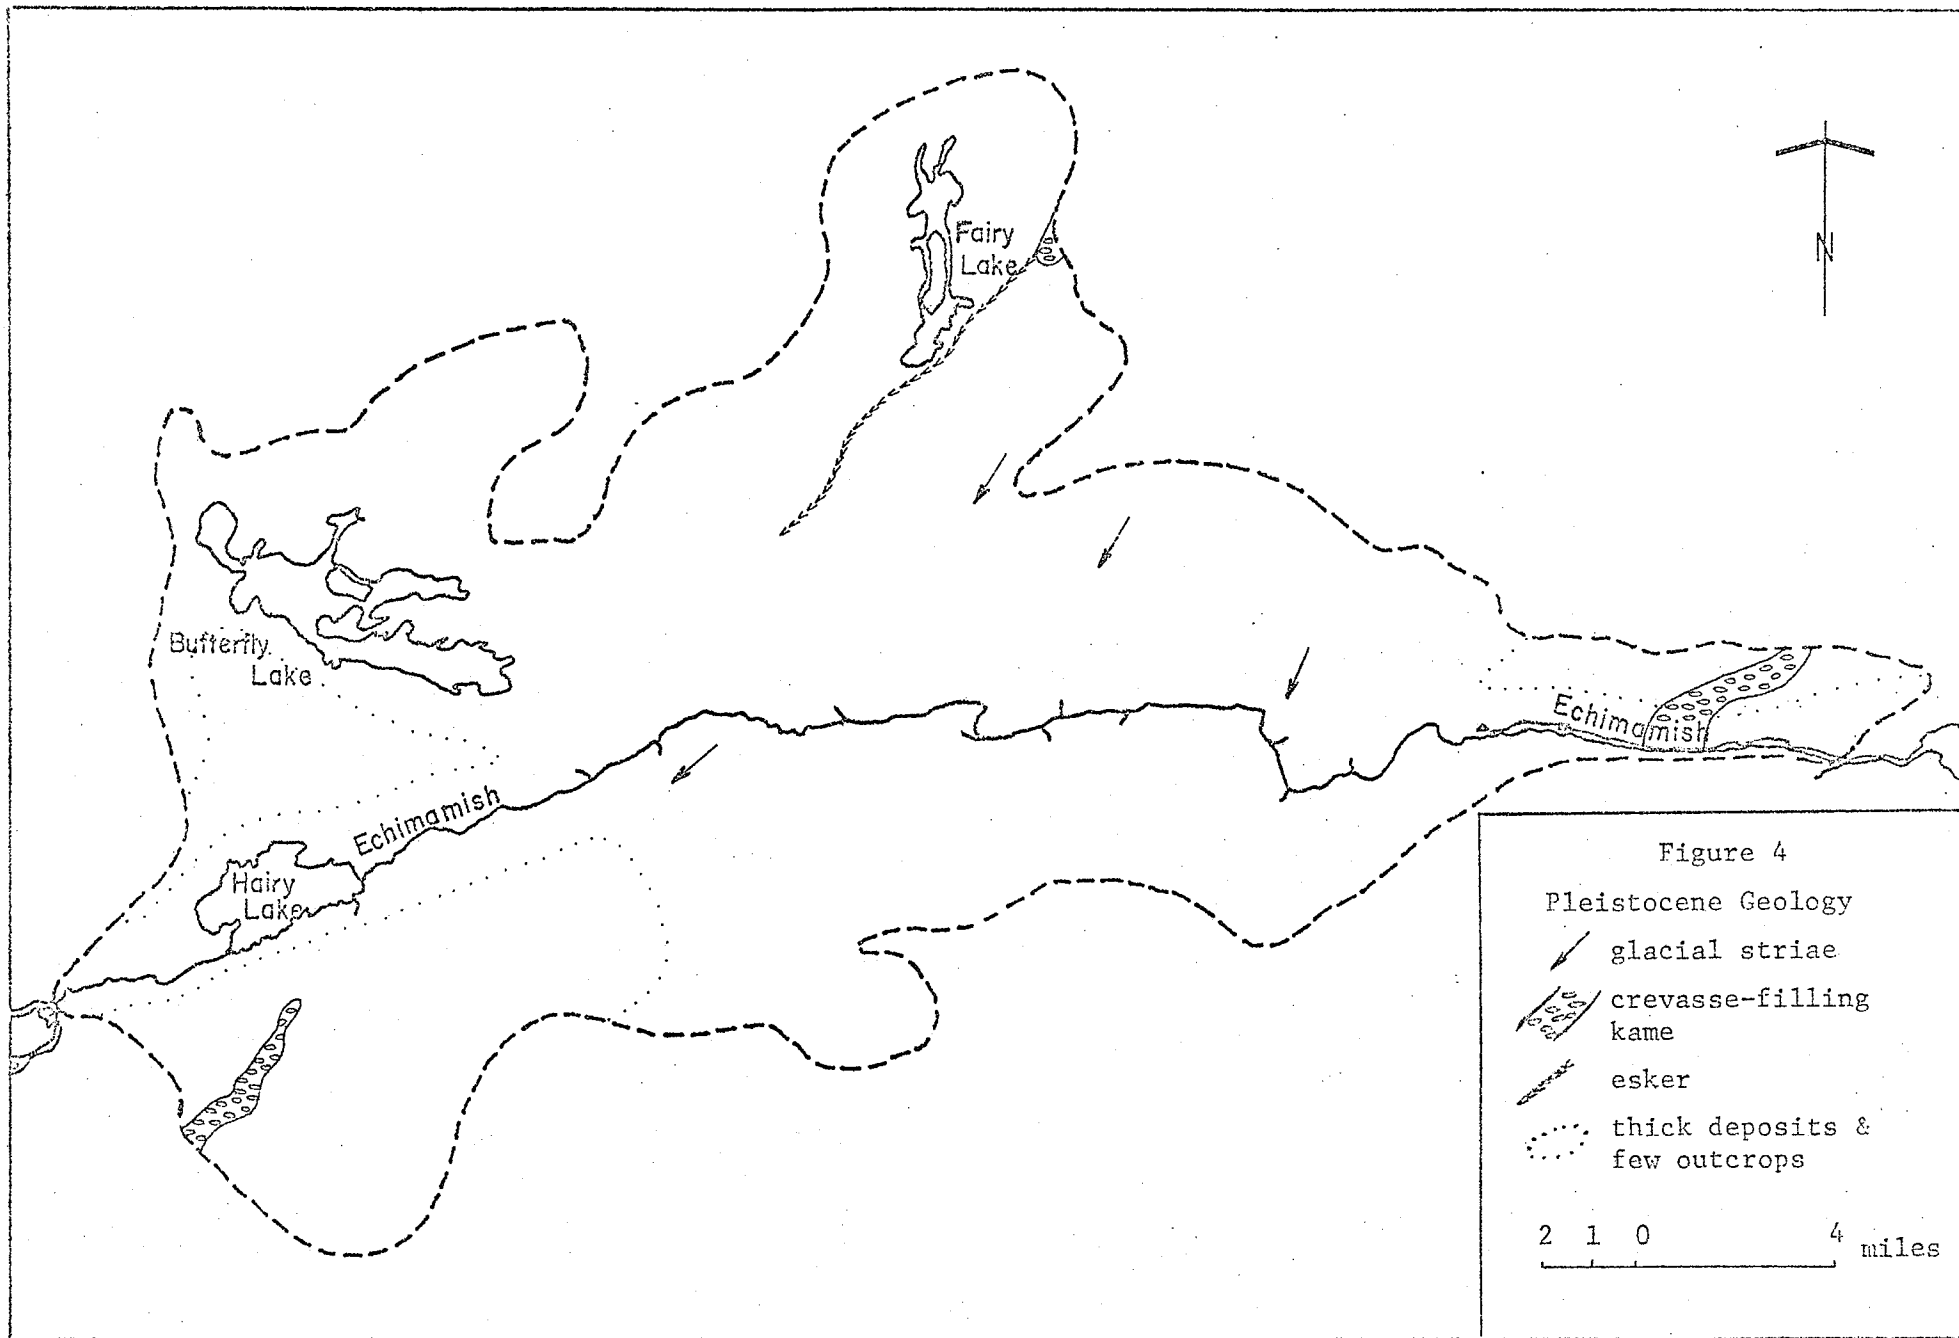 Fairy
Lake
N
Butterfly
Lake
Echimamish
Echimamish
Hairy
Lake
Figure 4
Pleistocene Geology
glacial striae
crevasse-filling
kame
esker
thick deposits &
few outcrops
2 1 0 4 miles